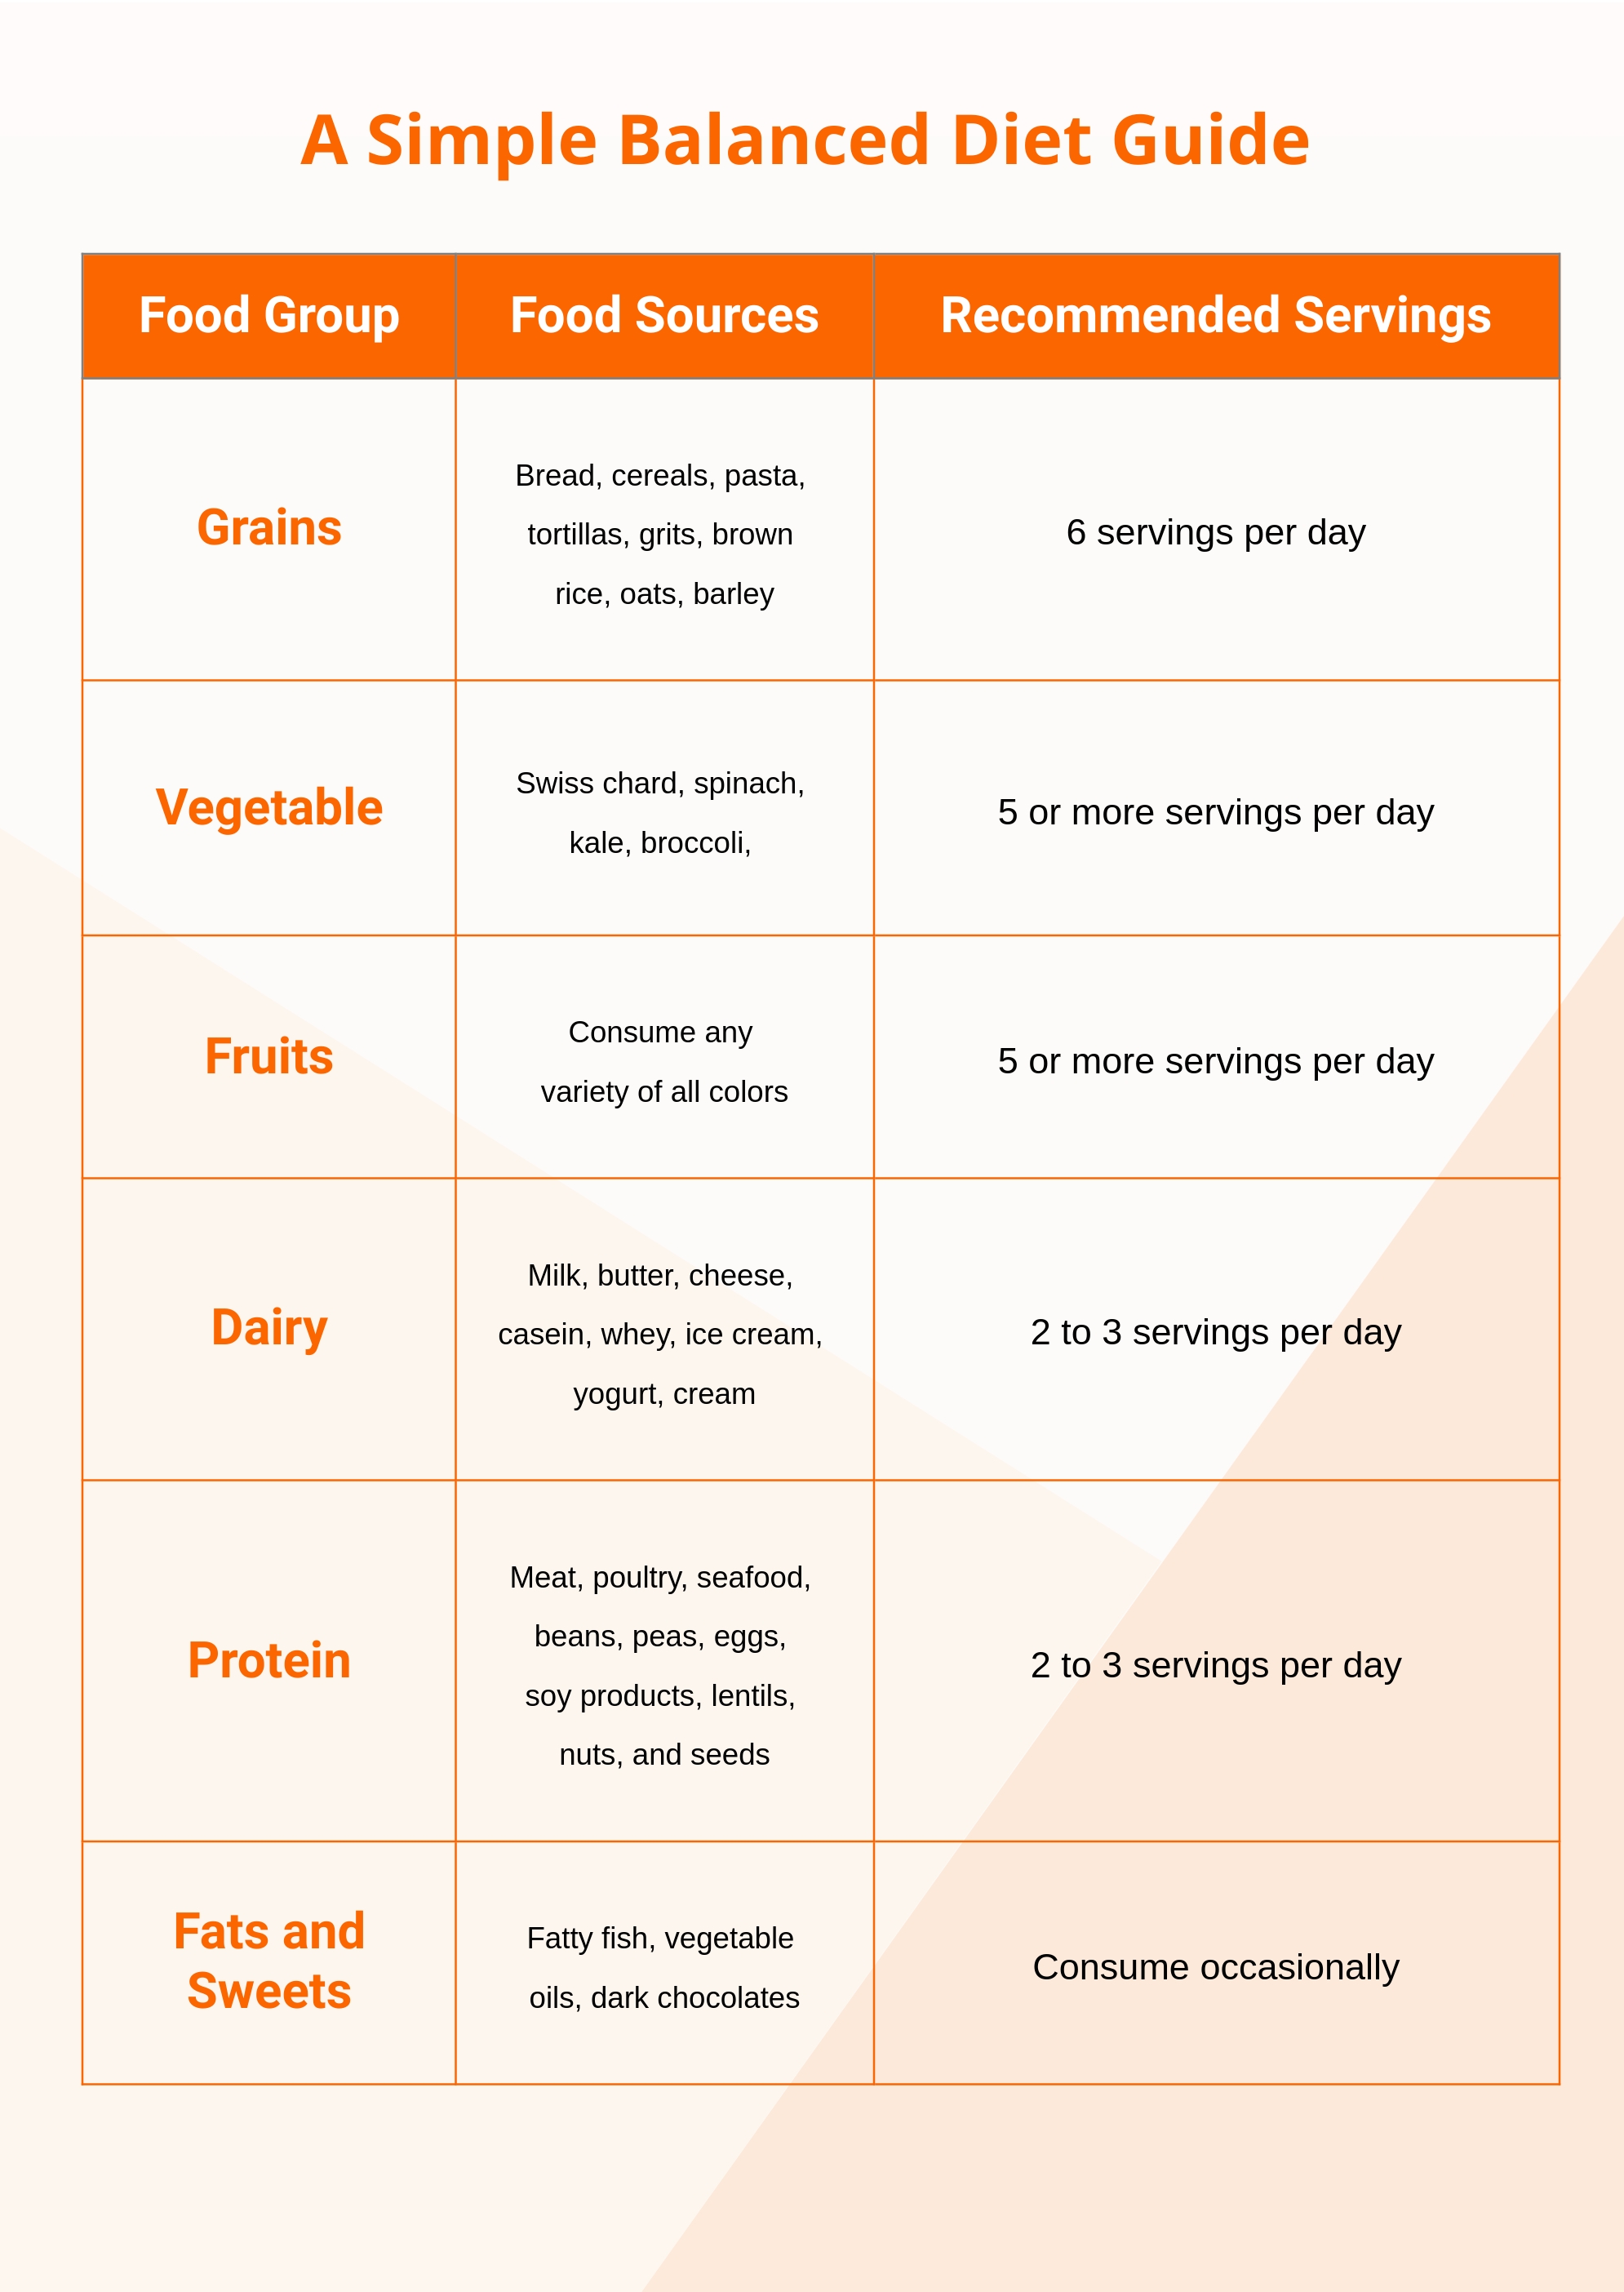 A Simple Balanced Diet Guide
Food Group
Food Sources
Recommended Servings
Grains
Bread, cereals, pasta,
tortillas, grits, brown
rice, oats, barley
6 servings per day
Vegetable
Swiss chard, spinach,
kale, broccoli,
5 or more servings per day
Fruits
Consume any
variety of all colors
5 or more servings per day
Dairy
Milk, butter, cheese,
casein, whey, ice cream,
yogurt, cream
2 to 3 servings per day
Protein
Meat, poultry, seafood,
beans, peas, eggs,
soy products, lentils,
nuts, and seeds
2 to 3 servings per day
Fats and
Sweets
Fatty fish, vegetable
oils, dark chocolates
Consume occasionally